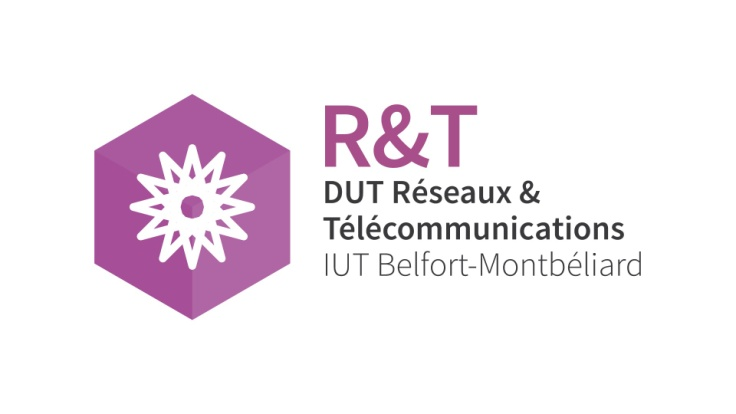 R&T
DUT Réseaux &
Télécommunications
IUT Belfort-Montbéliard